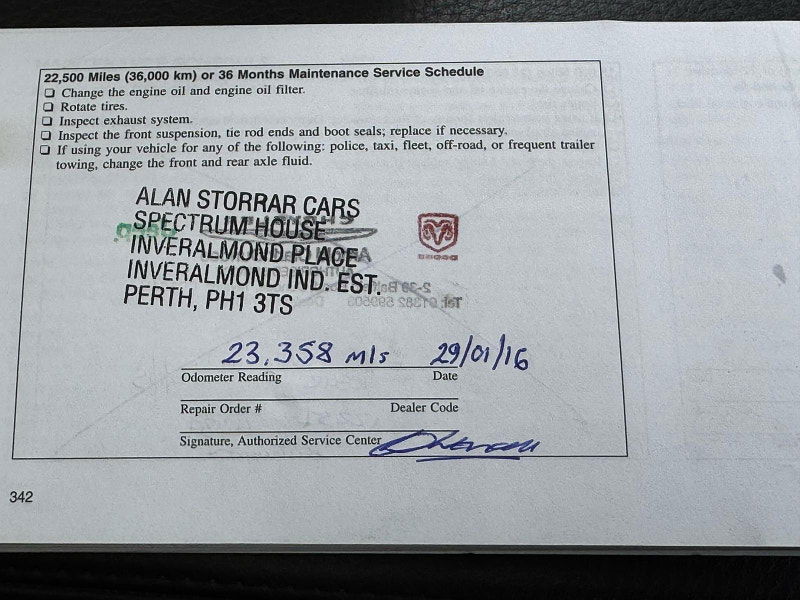 22,500 Miles (36,000 km) or 36 Months Maintenance Service Schedule
❏ Change the engine oil and engine oil filter.
❏ Rotate tires.
❏ Inspect exhaust system.
❏ Inspect the front suspension, tie rod ends and boot seals; replace if necessary.
❏ If using your vehicle for any of the following: police, taxi, fleet, off-road, or frequent trailer
towing, change the front and rear axle fluid.
ALAN STORRAR CARS
SPECTRUM HOUSE
INVERALMOND PLACE
INVERALMOND IND. EST.
PERTH, PH1 3TS
23,358 mls 29/01/16
Odometer Reading Date
Repair Order # Dealer Code
Signature, Authorized Service Center
342